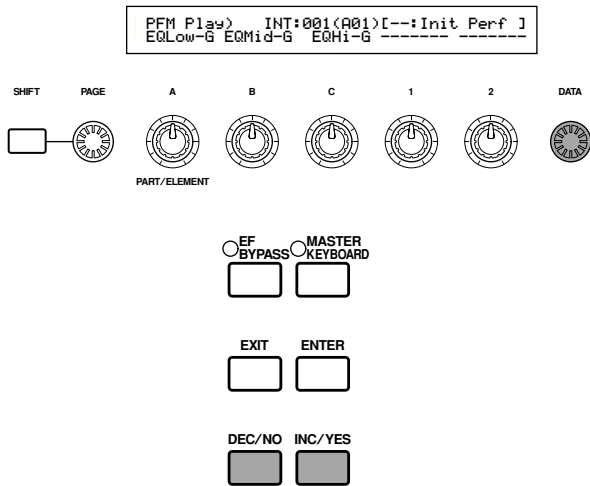 PFM Play) INT:001(A01)[--:Init Perf ]
EQLow-G EQMid-G EQHi-G ------- -------
SHIFT PAGE A B C 1 2 DATA
PART/ELEMENT
EF BYPASS
MASTER KEYBOARD
EXIT ENTER
DEC/NO INC/YES